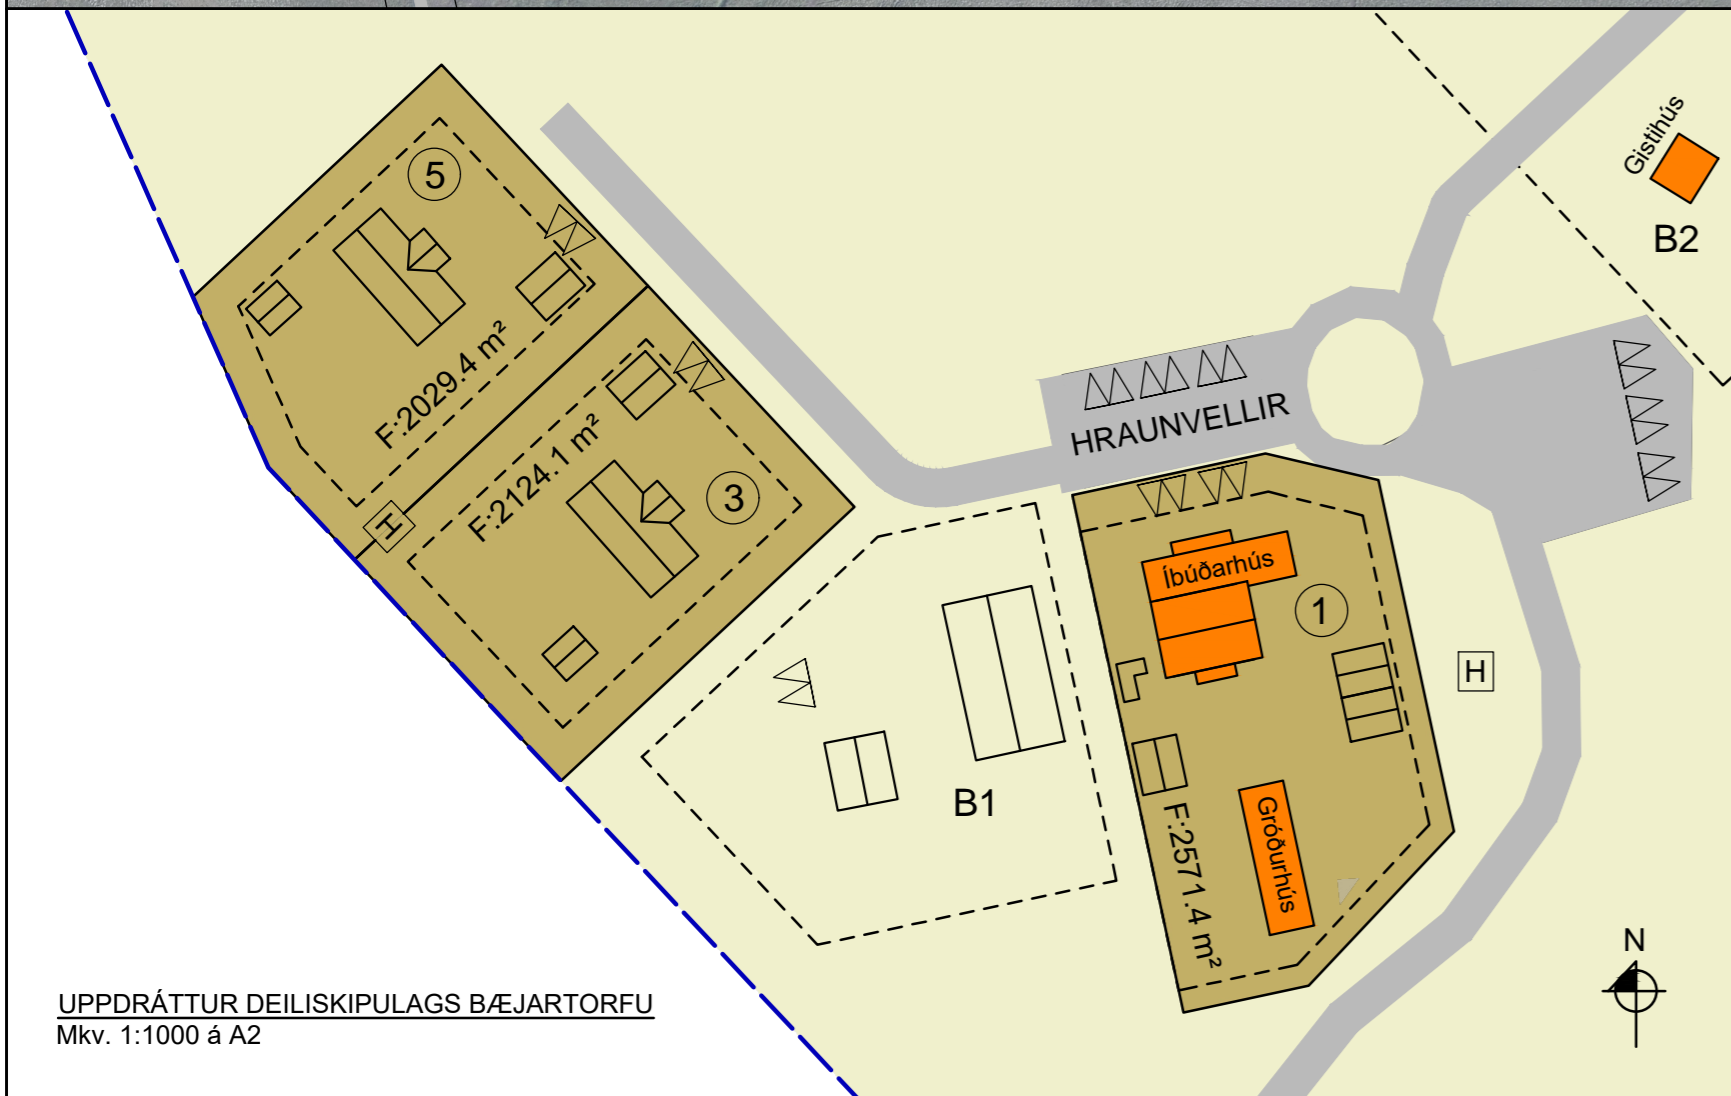 Gistihús
B2
5
F:2029.4 m²
HRAUNVELLIR
F:2124.1 m²
3
H
Íbúðarhús
1
H
B1
F:2571.4 m²
Gróðurhús
N
UPPDRÁTTUR DEILISKIPULAGS BÆJARTORFU
Mkv. 1:1000 á A2